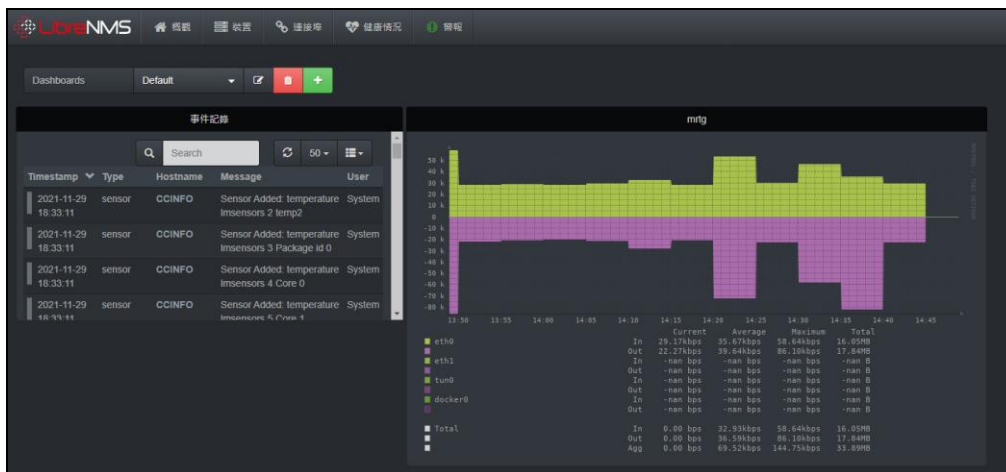 LibreNMS 概觀 裝置 連接埠 健康情況 警報
Dashboards Default
事件記錄
Search 50
Timestamp Type Hostname Message User
2021-11-29 18:33:11 sensor CCINFO Sensor Added: temperature lmsensors 2 temp2 System
2021-11-29 18:33:11 sensor CCINFO Sensor Added: temperature lmsensors 3 Package id 0 System
2021-11-29 18:33:11 sensor CCINFO Sensor Added: temperature lmsensors 4 Core 0 System
2021-11-29 18:33:11 sensor CCINFO Sensor Added: temperature lmsensors 5 Core 1 System
mrtg
50 k
40 k
30 k
20 k
10 k
0
-10 k
-20 k
-30 k
-40 k
-50 k
-60 k
-70 k
-80 k
13:50 13:55 14:00 14:05 14:10 14:15 14:20 14:25 14:30 14:35 14:40 14:45
Current Average Maximum Total
eth0 In 29.17kbps 35.67kbps 58.64kbps 16.05MB
Out 22.27kbps 39.64kbps 86.10kbps 17.84MB
eth1 In -nan bps -nan bps -nan bps -nan B
Out -nan bps -nan bps -nan bps -nan B
tun0 In -nan bps -nan bps -nan bps -nan B
Out -nan bps -nan bps -nan bps -nan B
docker0 In -nan bps -nan bps -nan bps -nan B
Out -nan bps -nan bps -nan bps -nan B
Total In 0.00 bps 32.93kbps 58.64kbps 16.05MB
Out 0.00 bps 36.59kbps 86.10kbps 17.84MB
Agg 0.00 bps 69.52kbps 144.75kbps 33.89MB